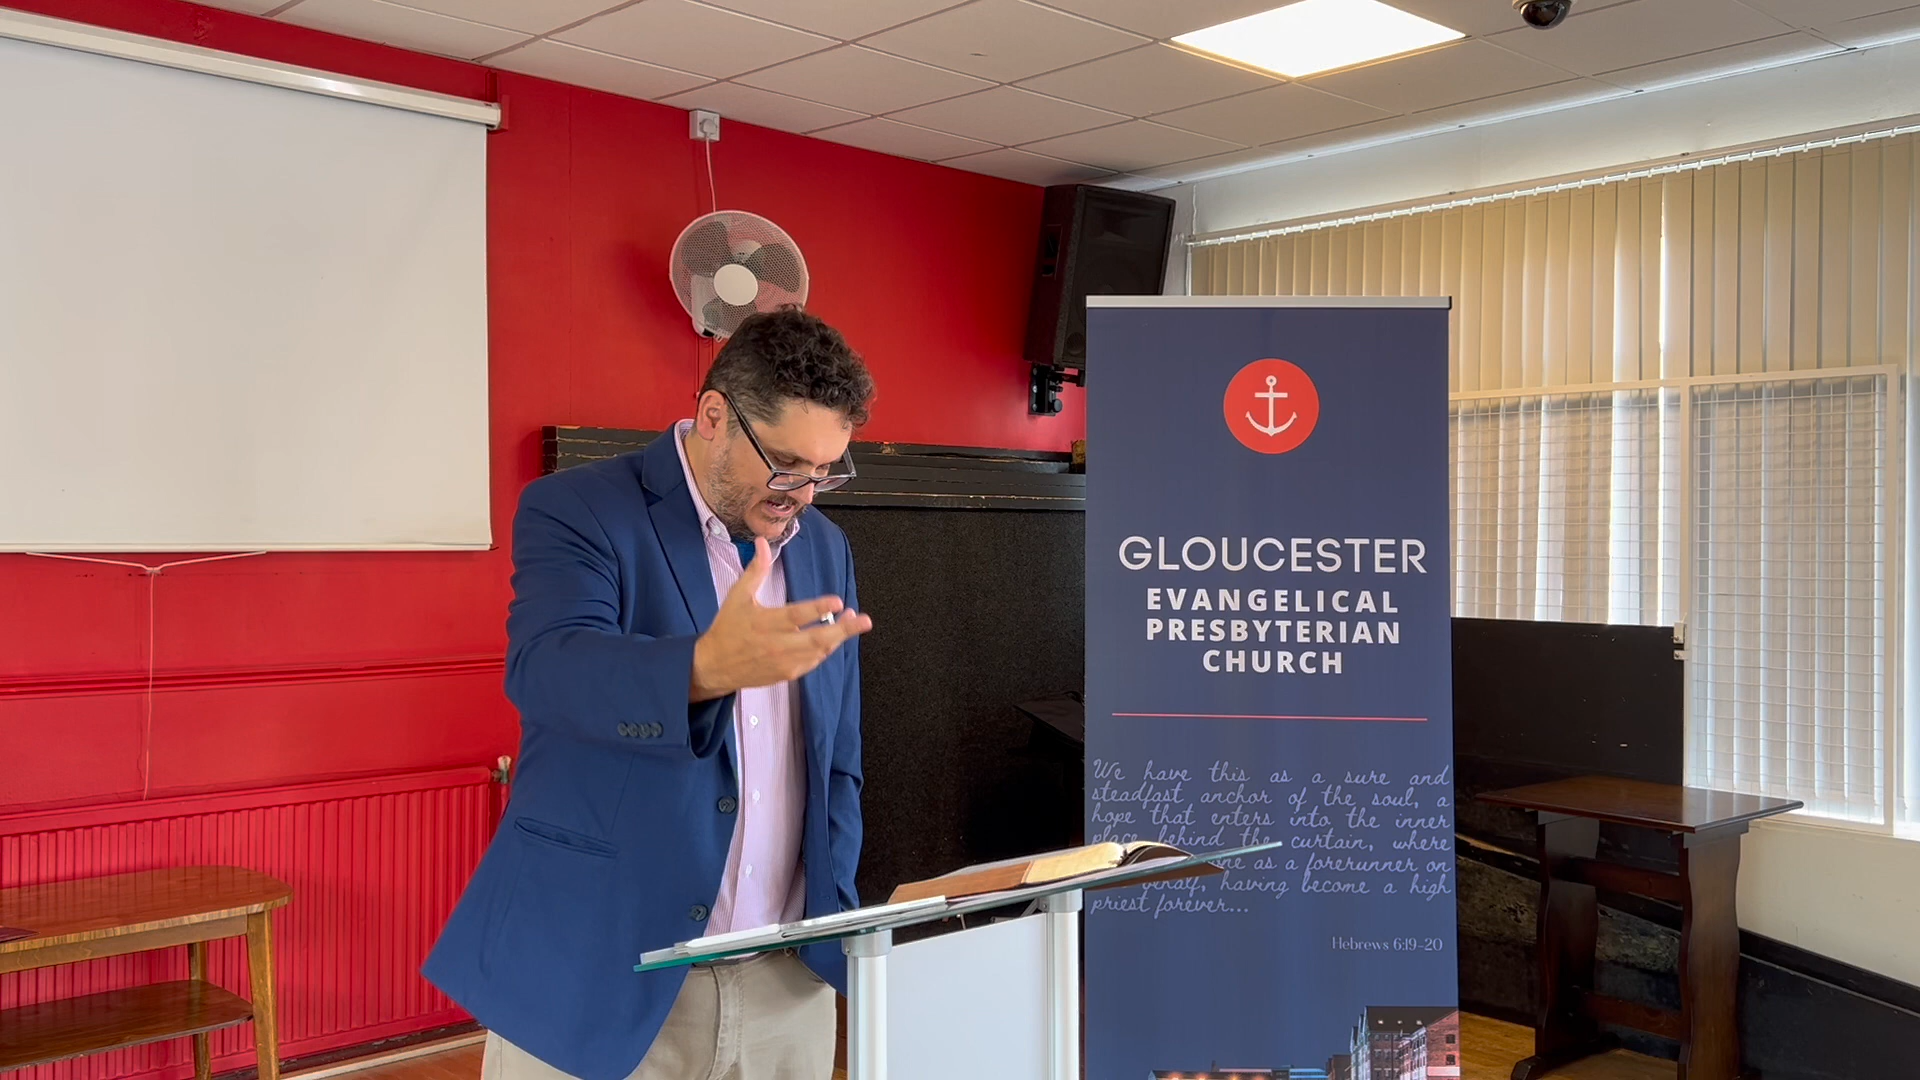 GLOUCESTER
EVANGELICAL
PRESBYTERIAN
CHURCH
We have this as a sure and
steadfast anchor of the soul, a
hope that enters into the inner
place behind the curtain, where
as a forerunner on
behalf, having become a high
priest forever...
Hebrews 6:19-20